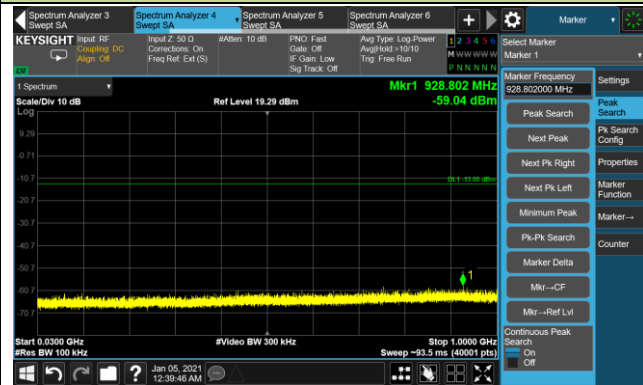 Spectrum Analyzer 3
Swept SA
Spectrum Analyzer 4
Swept SA
Spectrum Analyzer 5
Swept SA
Spectrum Analyzer 6
Swept SA
+
Marker
KEYSIGHT
Input: RF
Coupling: DC
Align: Off
Input Z: 50 Ω
Corrections: On
Freq Ref: Ext (S)
#Atten: 10 dB
PNO: Fast
Gate: Off
IF Gain: Low
Sig Track: Off
Avg Type: Log-Power
Avg|Hold:>10/10
Trig: Free Run
1 2 3 4 5 6
M W W W W W
P N N N N N
Select Marker
Marker 1
1 Spectrum
Mkr1 928.802 MHz
-59.04 dBm
Scale/Div 10 dB
Ref Level 19.29 dBm
Log
9.29
-0.71
-10.7
-20.7
-30.7
-40.7
-50.7
-60.7
-70.7
DL1 -13.00 dBm
1
Start 0.0300 GHz
#Video BW 300 kHz
Stop 1.0000 GHz
#Res BW 100 kHz
Sweep ~93.5 ms (40001 pts)
Marker Frequency
928.802000 MHz
Peak Search
Next Peak
Next Pk Right
Next Pk Left
Minimum Peak
Pk-Pk Search
Marker Delta
Mkr→CF
Mkr→Ref Lvl
Continuous Peak
Search
On
Off
Settings
Peak
Search
Pk Search
Config
Properties
Marker
Function
Marker→
Counter
?
Jan 05, 2021
12:39:46 AM